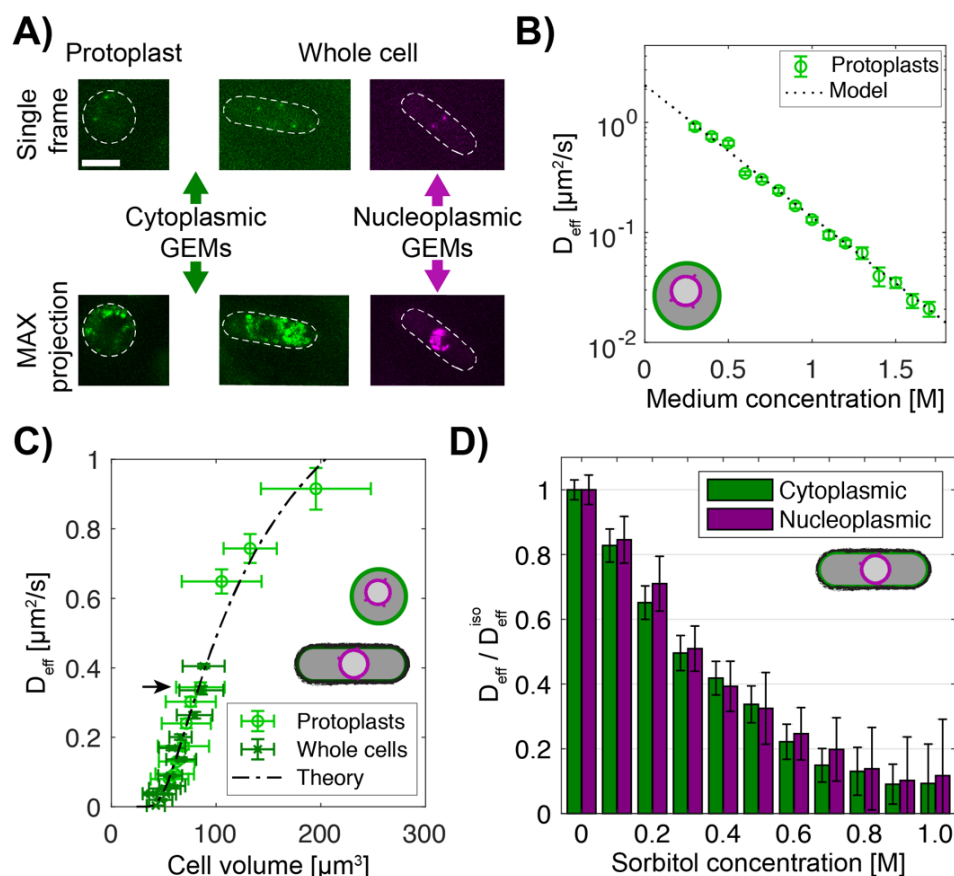 A)
Protoplast
Whole cell
Single
frame
Cytoplasmic
GEMs
Nucleoplasmic
GEMs
MAX
projection
B)
D_eff [μm²/s]
10⁰
10⁻¹
10⁻²
Protoplasts
Model
0 0.5 1 1.5
Medium concentration [M]
C)
D_eff [μm²/s]
1
0.8
0.6
0.4
0.2
0
Protoplasts
Whole cells
Theory
0 100 200 300
Cell volume [μm³]
D)
D_eff / D_eff^iso
1
0.8
0.6
0.4
0.2
0
Cytoplasmic
Nucleoplasmic
0 0.2 0.4 0.6 0.8 1.0
Sorbitol concentration [M]